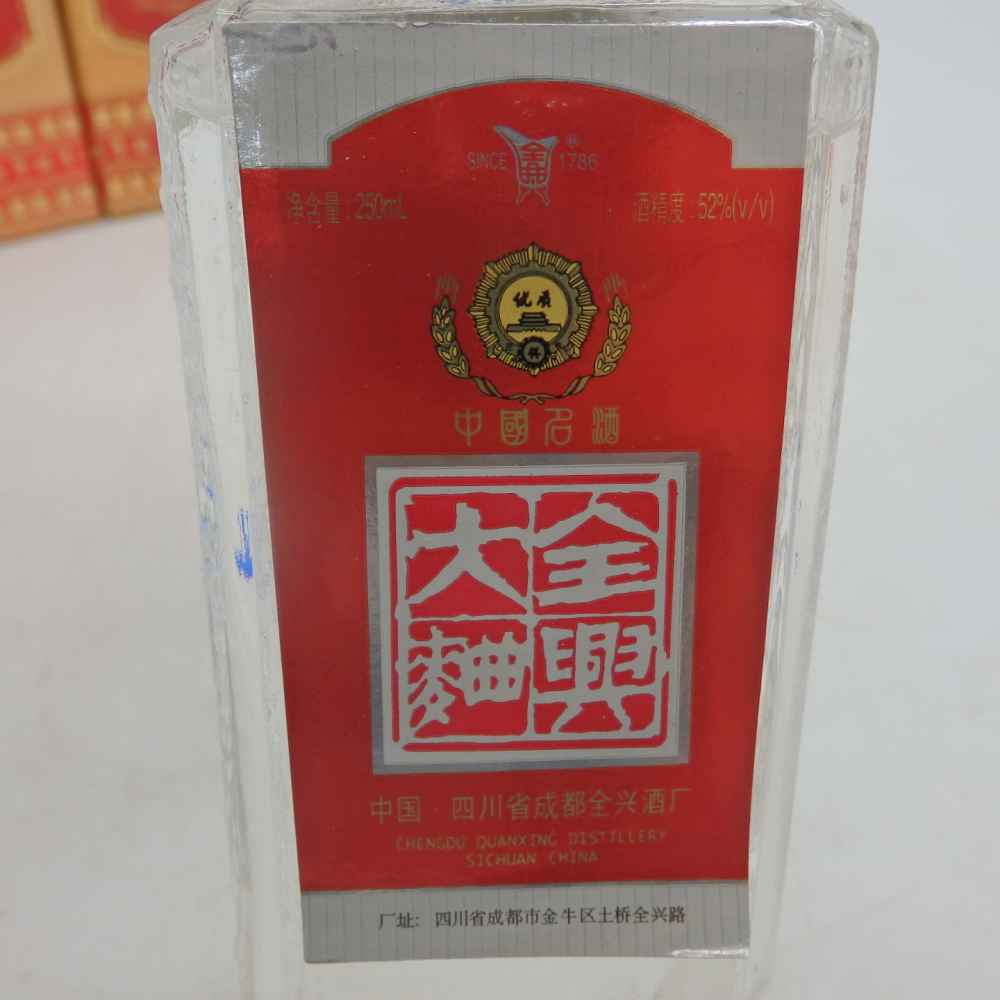 SINCE 1786
净含量:250mL 酒精度:52%(v/v)
优质
奖
中國名酒
全興
大麯
中国·四川省成都全兴酒厂
CHENGDU QUANXING DISTILLERY
SICHUAN CHINA
厂址: 四川省成都市金牛区土桥全兴路